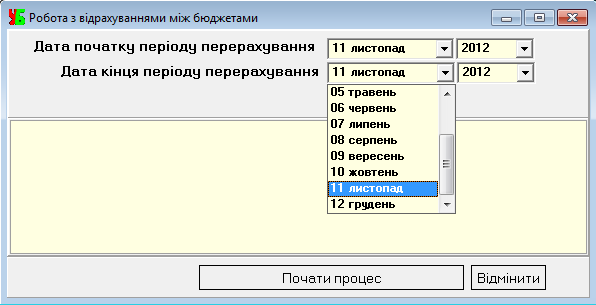 УБ Робота з відрахуваннями між бюджетами
Дата початку періоду перерахування 11 листопад 2012
Дата кінця періоду перерахування 11 листопад 2012
05 травень
06 червень
07 липень
08 серпень
09 вересень
10 жовтень
11 листопад
12 грудень
Почати процес Відмінити